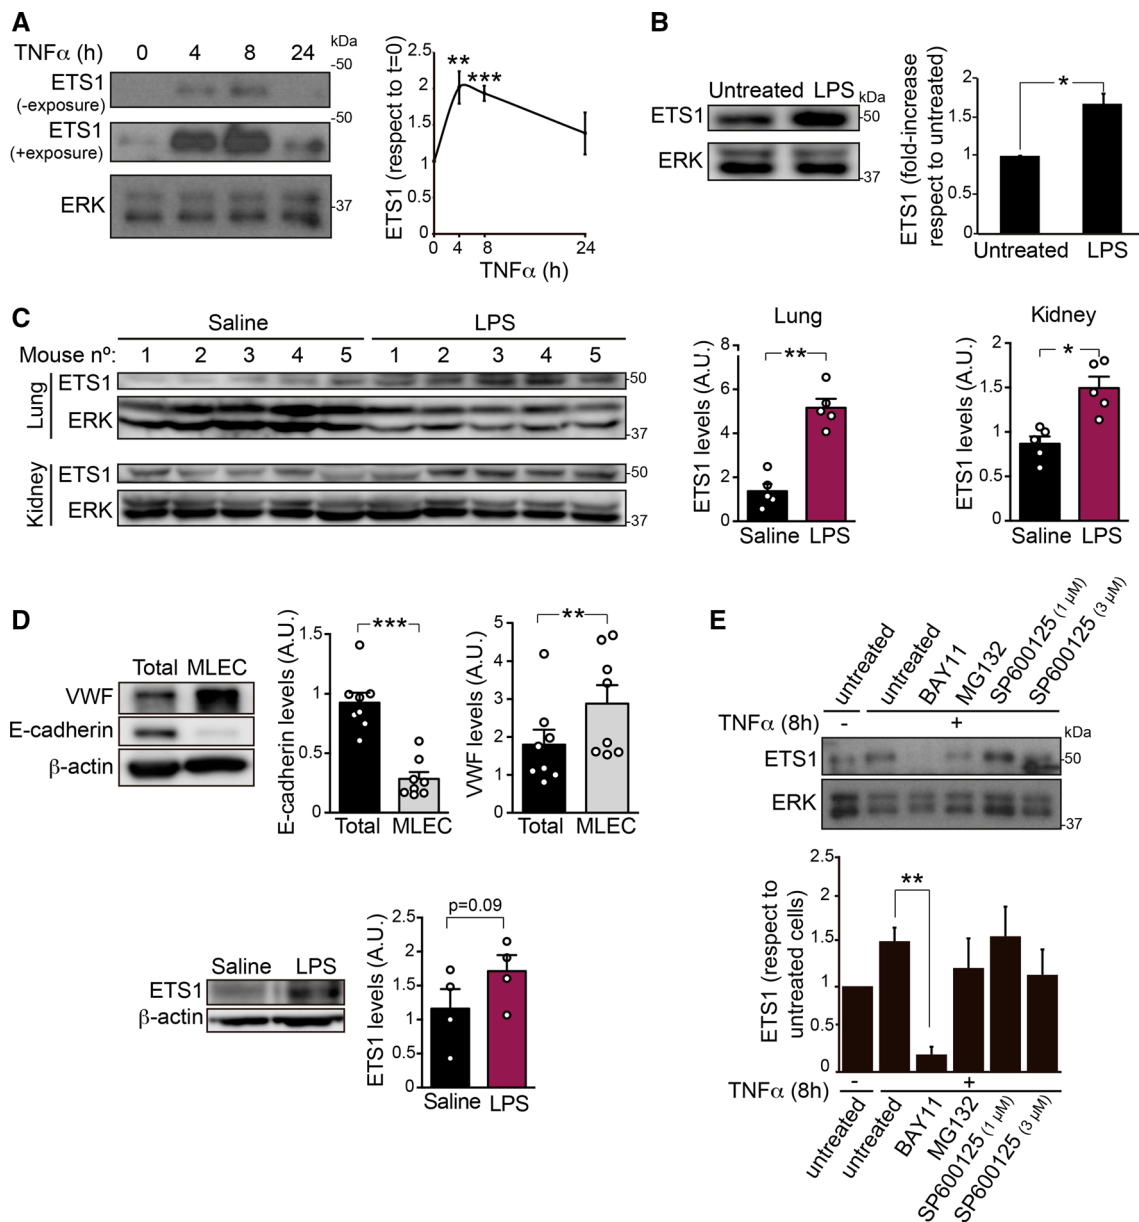 A
TNFα (h) 0 4 8 24 kDa
-50
ETS1
(-exposure)
-50
ETS1
(+exposure)
ERK
-37
ETS1 (respect to t=0)
2.5
2
1.5
1
0.5
0
** ***
0 4 8 24
TNFα (h)
B
Untreated LPS kDa
ETS1 -50
ERK
-37
ETS1 (fold-increase
respect to untreated)
2
1.5
1
0.5
0
*
Untreated LPS
C
Saline LPS
Mouse nº: 1 2 3 4 5 1 2 3 4 5
Lung
ETS1 -50
ERK
-37
Kidney
ETS1 -50
ERK
-37
Lung
ETS1 levels (A.U.)
8
6
4
2
0
**
Saline LPS
Kidney
ETS1 levels (A.U.)
2
1.5
1
0.5
0
*
Saline LPS
D
Total MLEC
VWF
E-cadherin
β-actin
E-cadherin levels (A.U.)
1.5
1
0.5
0
***
Total MLEC
VWF levels (A.U.)
5
4
3
2
1
0
**
Total MLEC
Saline LPS
ETS1
β-actin
ETS1 levels (A.U.)
2.5
2
1.5
1
0.5
0
p=0.09
Saline LPS
E
untreated
untreated
BAY11
MG132
SP600125 (1 μM)
SP600125 (3 μM)
TNFα (8h) - +
kDa
ETS1 -50
ERK
-37
ETS1 (respect to
untreated cells)
2.5
2
1.5
1
0.5
0
**
TNFα (8h) - +
untreated
untreated
BAY11
MG132
SP600125 (1 μM)
SP600125 (3 μM)